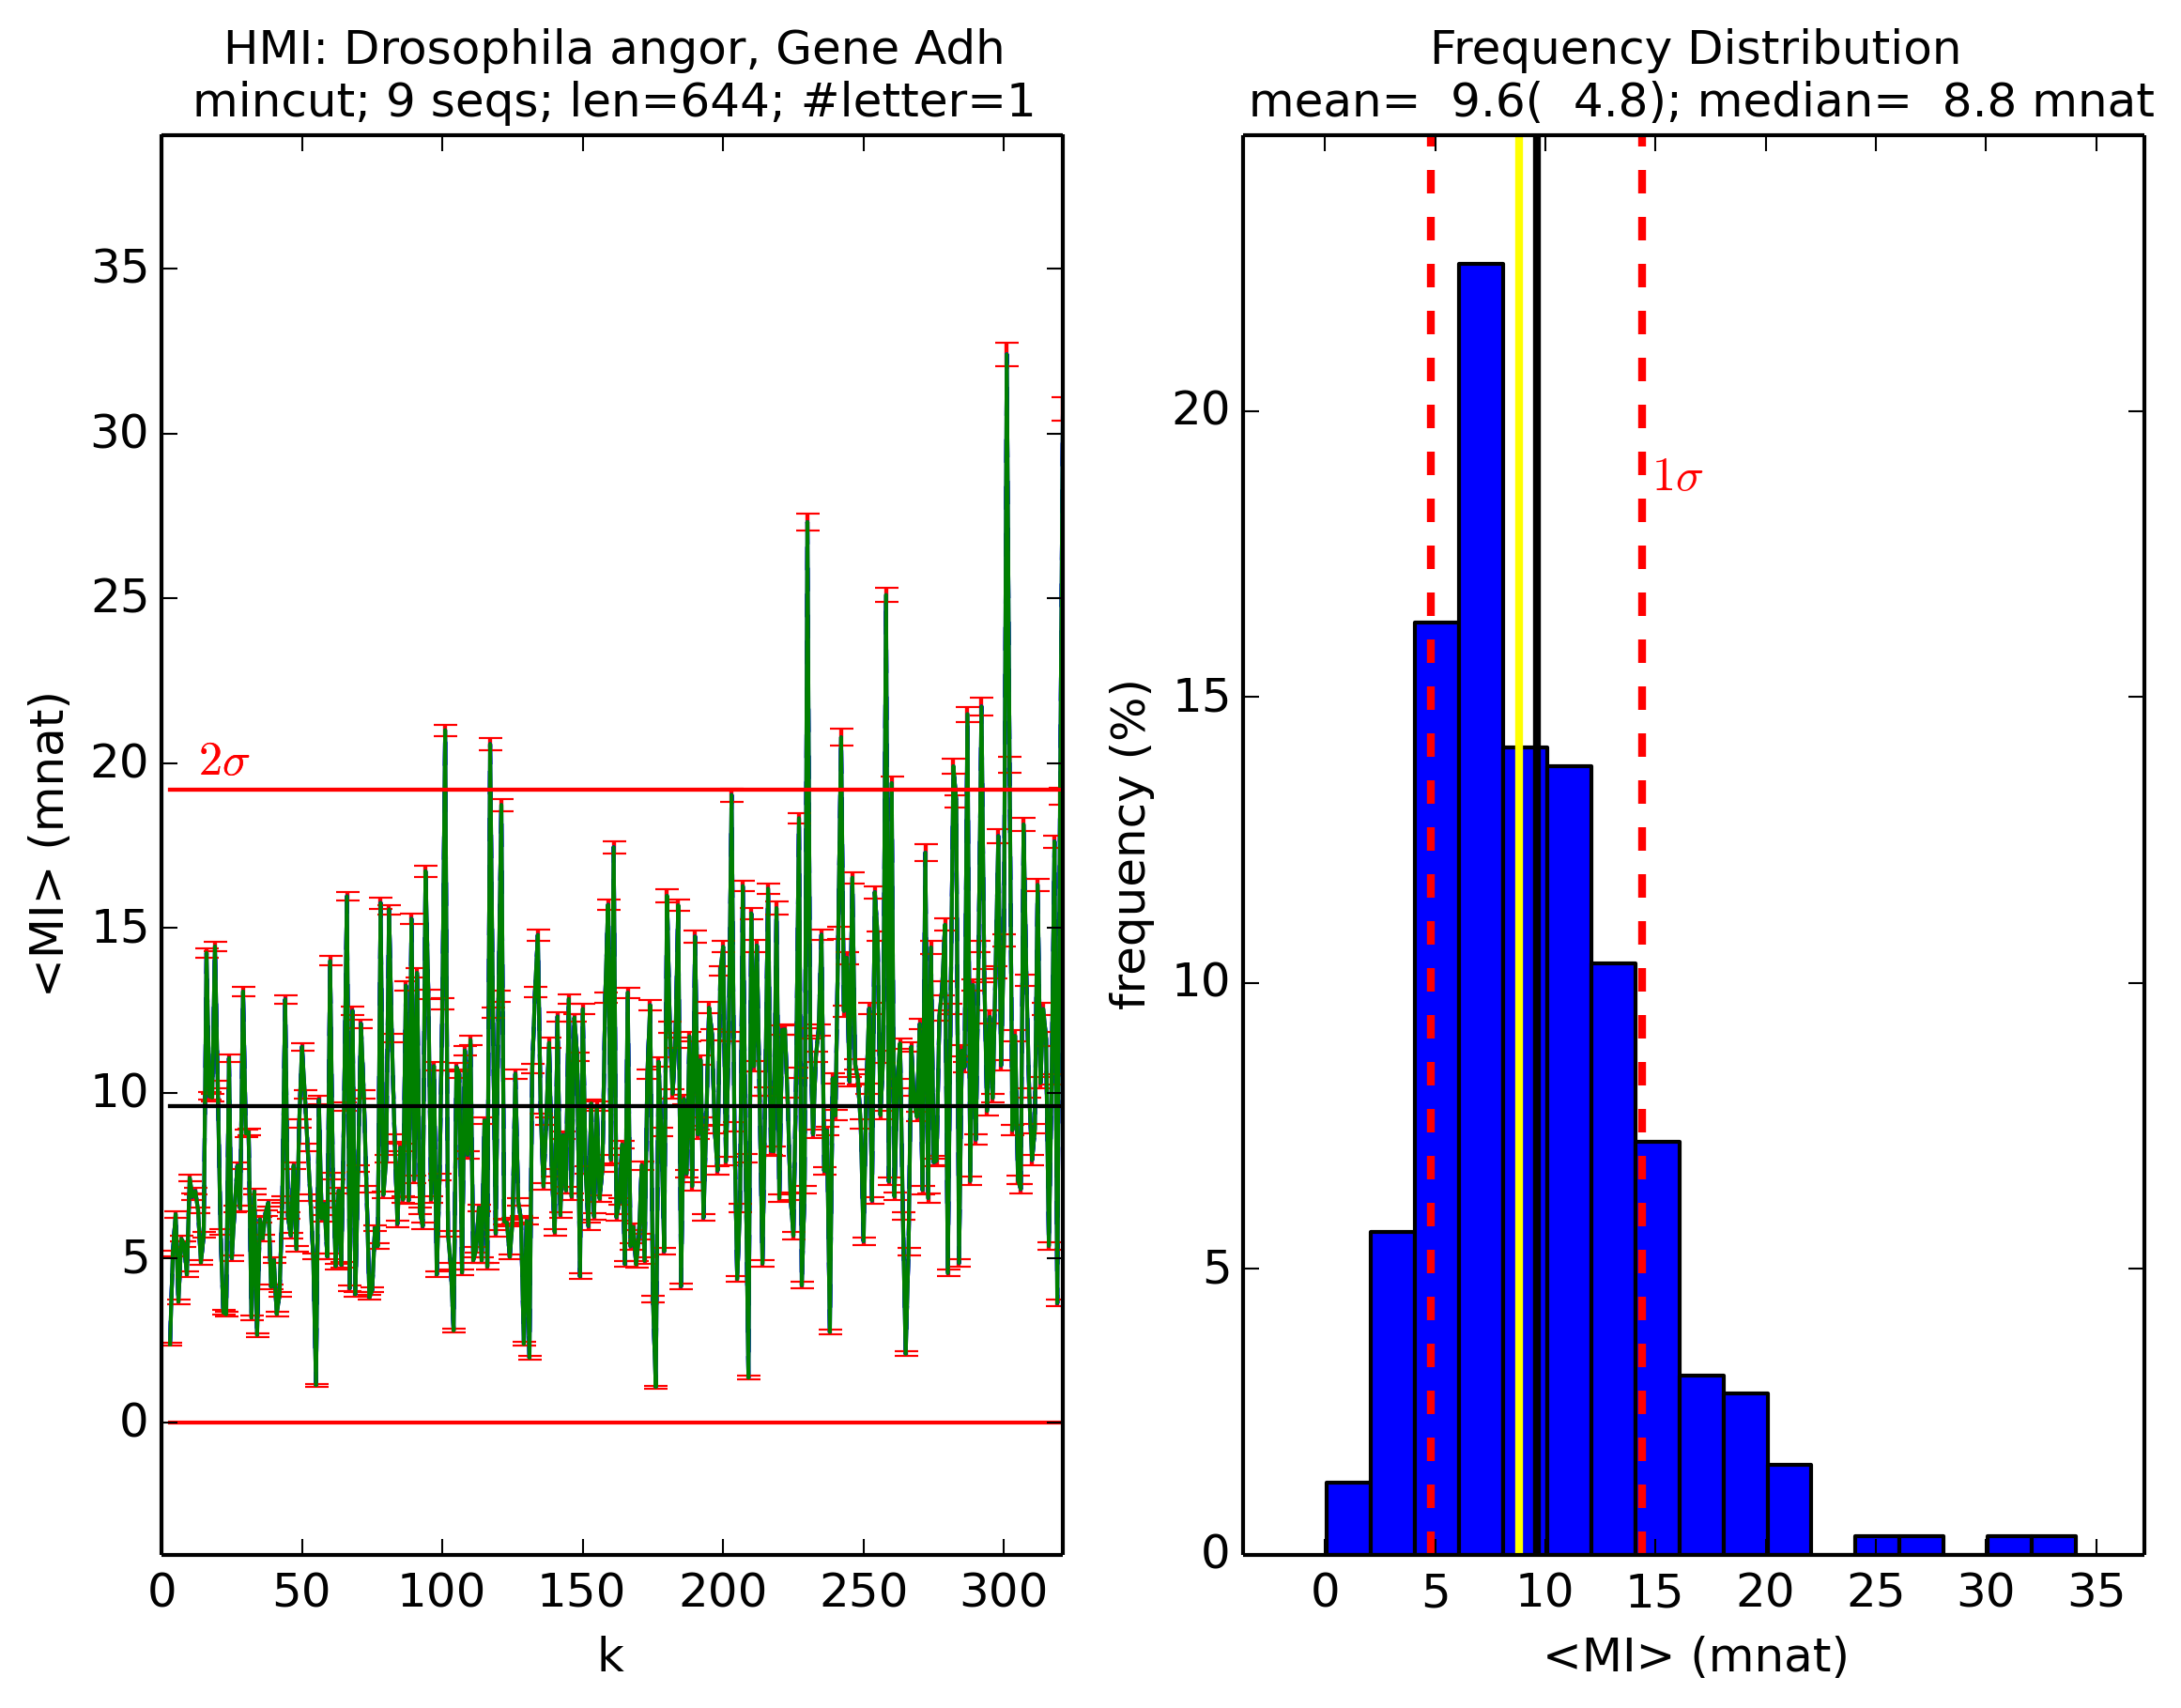 HMI: Drosophila angor, Gene Adh
mincut; 9 seqs; len=644; #letter=1
<MI> (mnat)
35
30
25
20
15
10
5
0
2σ
0 50 100 150 200 250 300
k
Frequency Distribution
mean=  9.6(  4.8); median=  8.8 mnat
frequency (%)
20
15
10
5
0
1σ
0 5 10 15 20 25 30 35
<MI> (mnat)